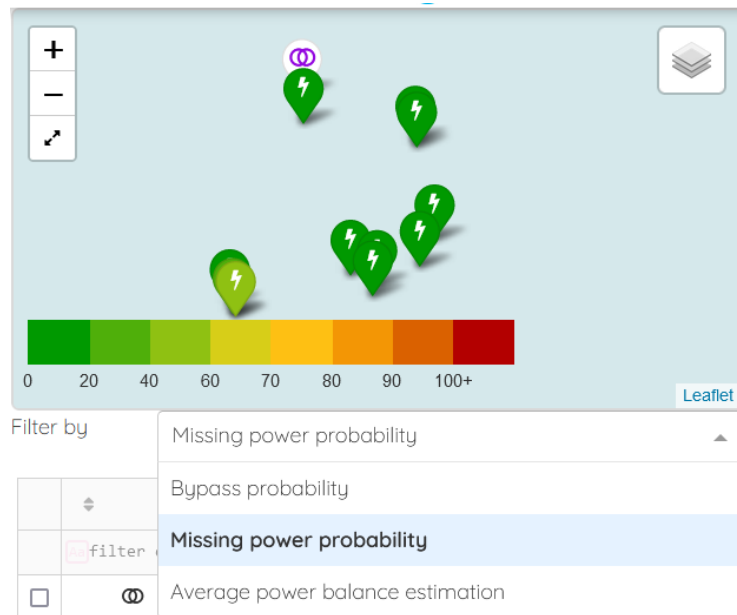 +
−
0 20 40 60 70 80 90 100+
Leaflet
Filter by
Missing power probability
Bypass probability
Missing power probability
filter
Average power balance estimation